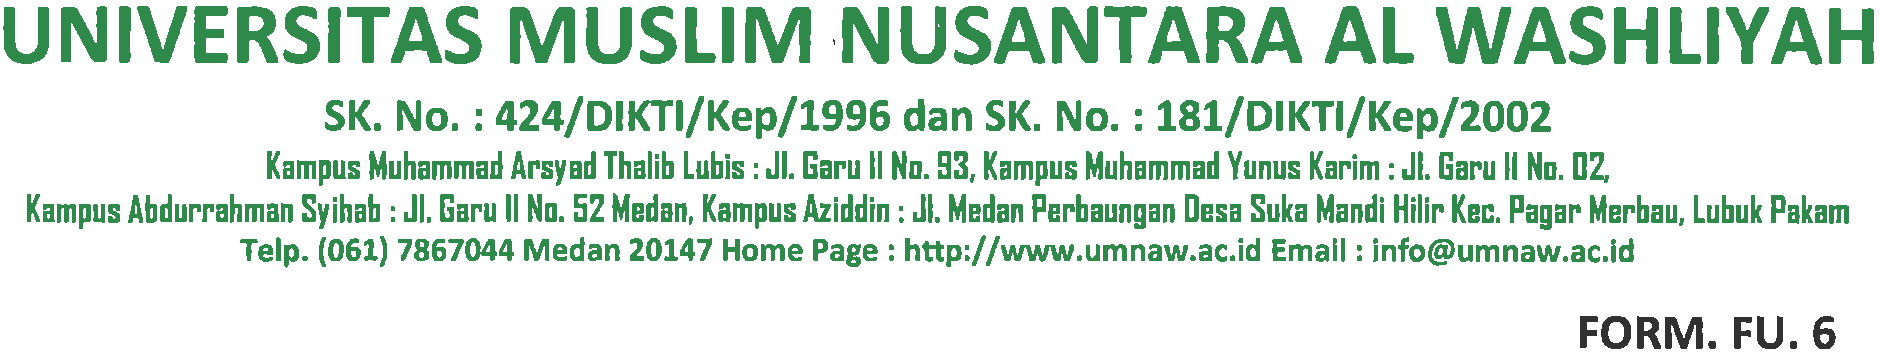 UNIVERSITAS MUSLIM NUSANTARA AL WASHLIYAH
SK. No. : 424/DIKTI/Kep/1996 dan SK. No. : 181/DIKTI/Kep/2002
Kampus Muhammad Arsyad Thalib Lubis : Jl. Garu II No. 93, Kampus Muhammad Yunus Karim : Jl. Garu II No. 02,
Kampus Abdurrahman Syihab : Jl. Garu II No. 52 Medan, Kampus Aziddin : Jl. Medan Perbaungan Desa Suka Mandi Hilir Kec. Pagar Merbau, Lubuk Pakam
Telp. (061) 7867044 Medan 20147 Home Page : http://www.umnaw.ac.id Email : info@umnaw.ac.id
FORM. FU. 6